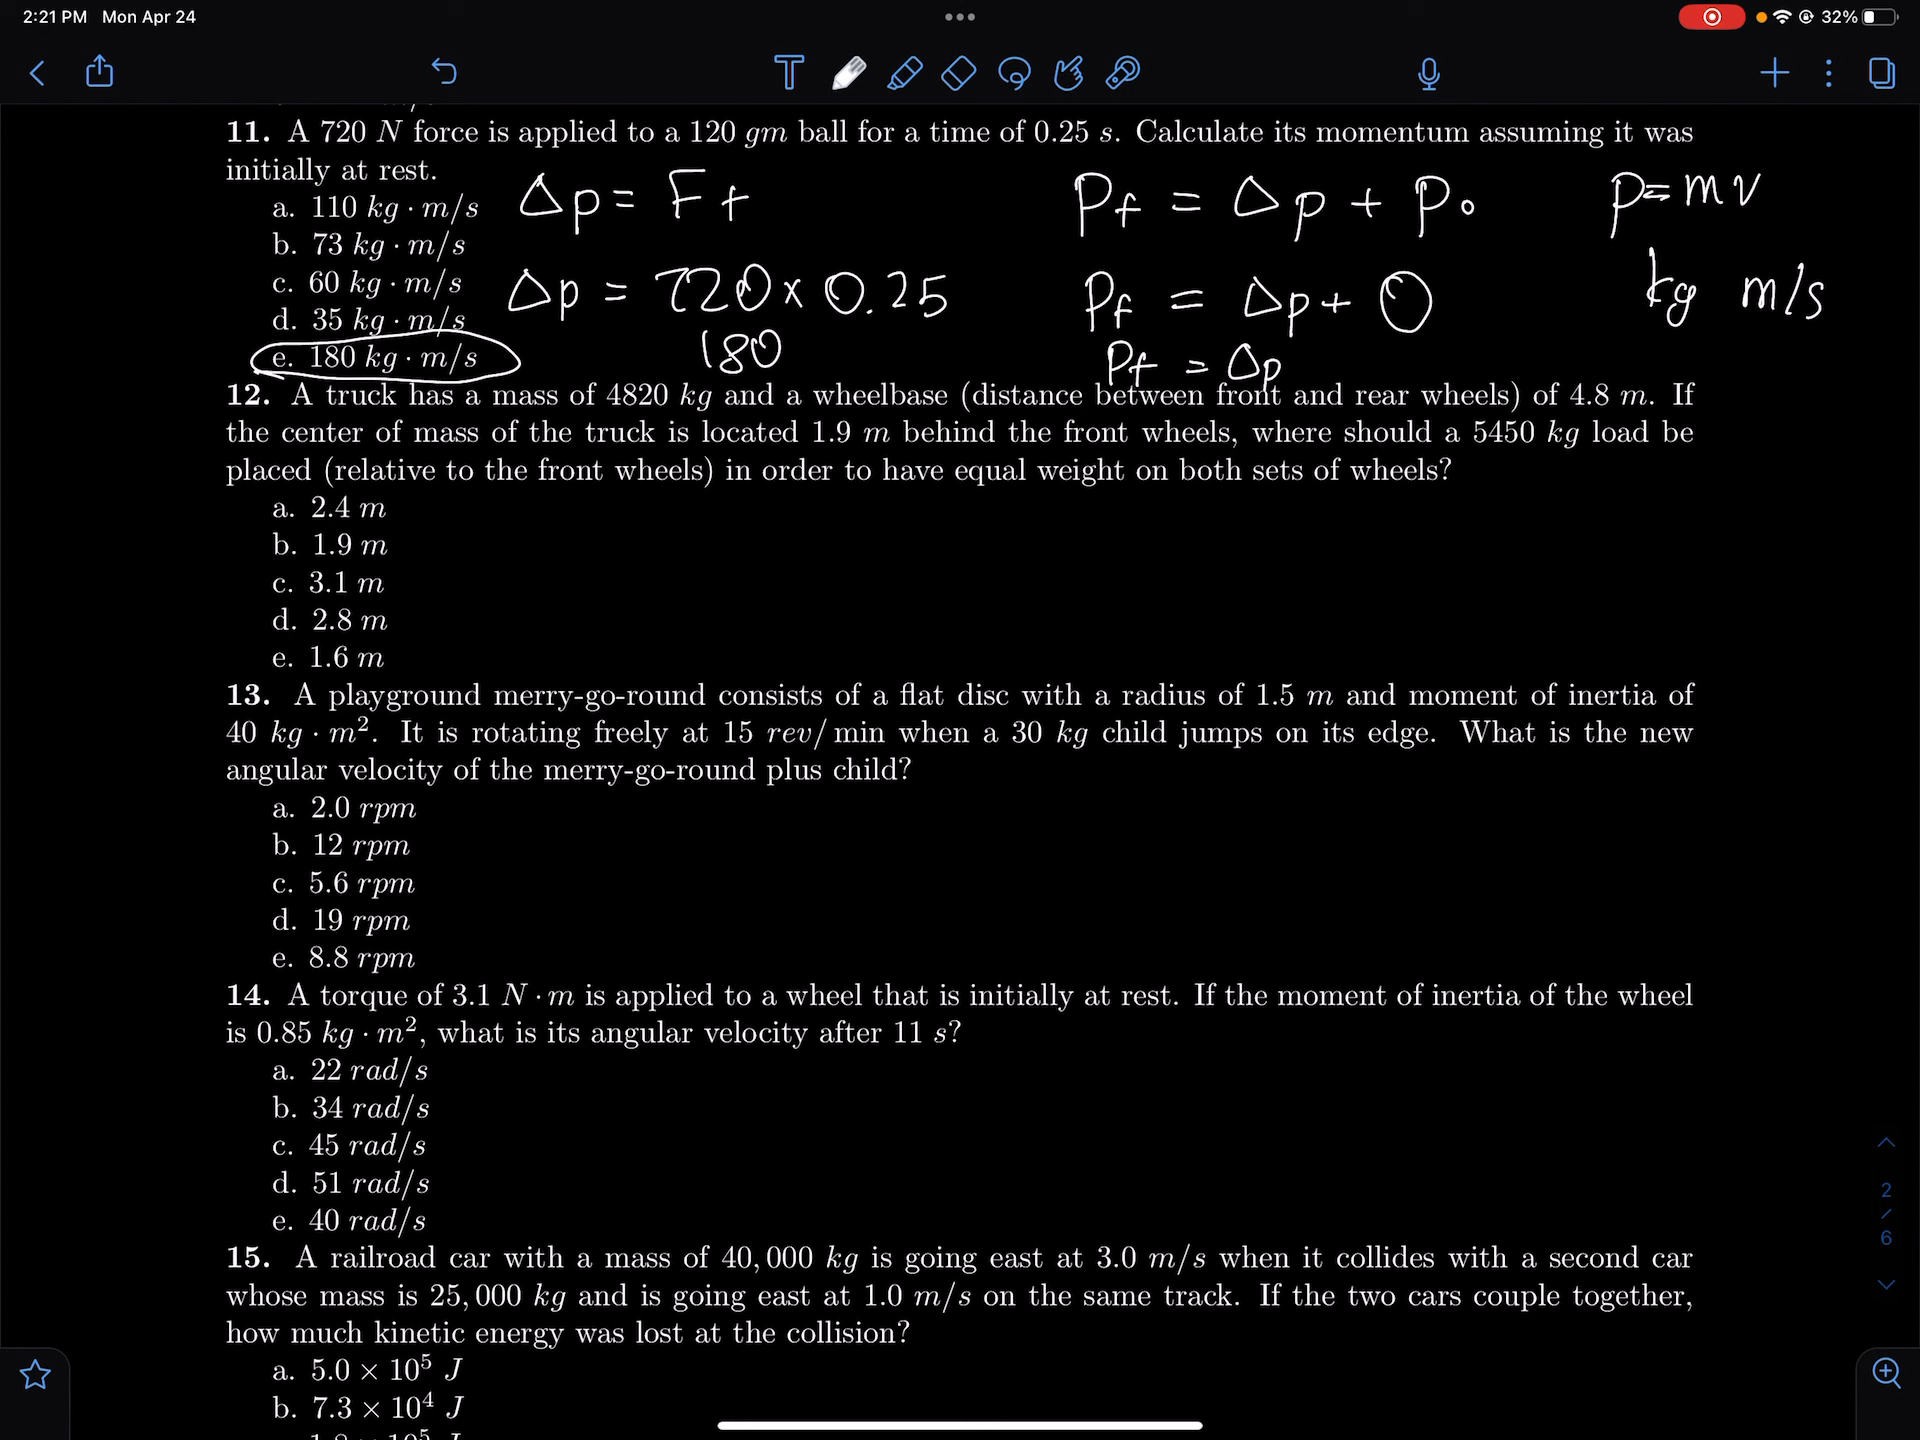 2:21 PM Mon Apr 24
32%
11. A 720 N force is applied to a 120 gm ball for a time of 0.25 s. Calculate its momentum assuming it was
initially at rest.
a. 110 kg · m/s
b. 73 kg · m/s
c. 60 kg · m/s
d. 35 kg · m/s
e. 180 kg · m/s
Δp = Ft
Δp = 720 × 0.25
180
Pf = Δp + P₀
Pf = Δp + 0
Pf = Δp
p = mv
kg m/s
12. A truck has a mass of 4820 kg and a wheelbase (distance between front and rear wheels) of 4.8 m. If
the center of mass of the truck is located 1.9 m behind the front wheels, where should a 5450 kg load be
placed (relative to the front wheels) in order to have equal weight on both sets of wheels?
a. 2.4 m
b. 1.9 m
c. 3.1 m
d. 2.8 m
e. 1.6 m
13. A playground merry-go-round consists of a flat disc with a radius of 1.5 m and moment of inertia of
40 kg · m². It is rotating freely at 15 rev/min when a 30 kg child jumps on its edge. What is the new
angular velocity of the merry-go-round plus child?
a. 2.0 rpm
b. 12 rpm
c. 5.6 rpm
d. 19 rpm
e. 8.8 rpm
14. A torque of 3.1 N · m is applied to a wheel that is initially at rest. If the moment of inertia of the wheel
is 0.85 kg · m², what is its angular velocity after 11 s?
a. 22 rad/s
b. 34 rad/s
c. 45 rad/s
d. 51 rad/s
e. 40 rad/s
15. A railroad car with a mass of 40,000 kg is going east at 3.0 m/s when it collides with a second car
whose mass is 25,000 kg and is going east at 1.0 m/s on the same track. If the two cars couple together,
how much kinetic energy was lost at the collision?
a. 5.0 × 10⁵ J
b. 7.3 × 10⁴ J
2
/
6